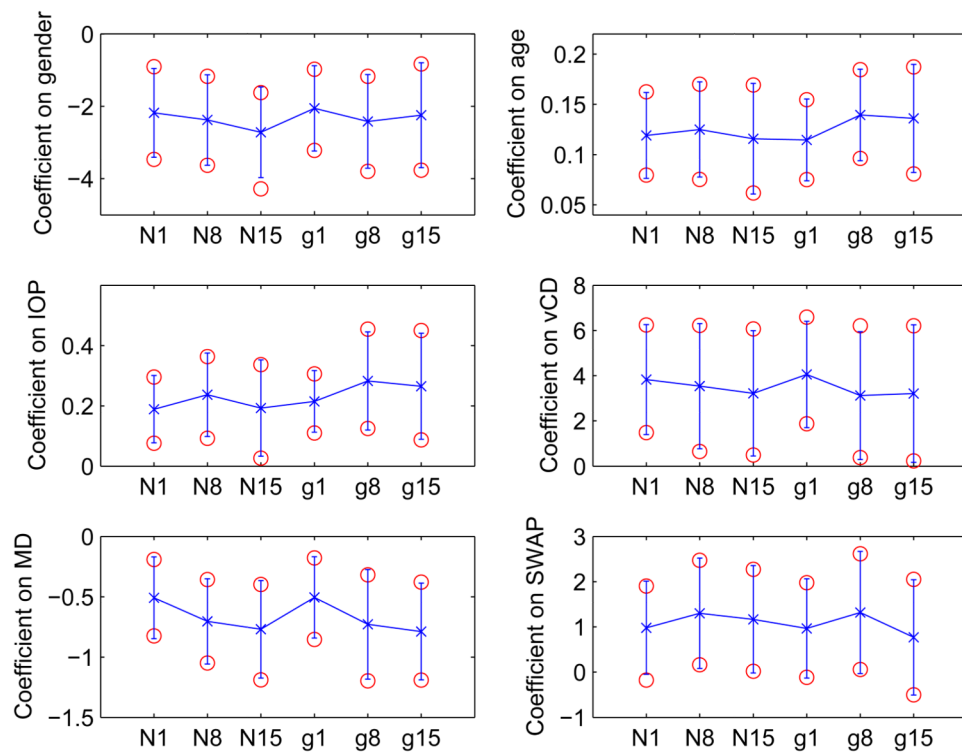 Coefficient on gender
0
−2
−4
N1 N8 N15 g1 g8 g15
Coefficient on age
0.2
0.15
0.1
0.05
N1 N8 N15 g1 g8 g15
Coefficient on IOP
0.4
0.2
0
N1 N8 N15 g1 g8 g15
Coefficient on vCD
8
6
4
2
0
N1 N8 N15 g1 g8 g15
Coefficient on MD
0
−0.5
−1
−1.5
N1 N8 N15 g1 g8 g15
Coefficient on SWAP
3
2
1
0
−1
N1 N8 N15 g1 g8 g15